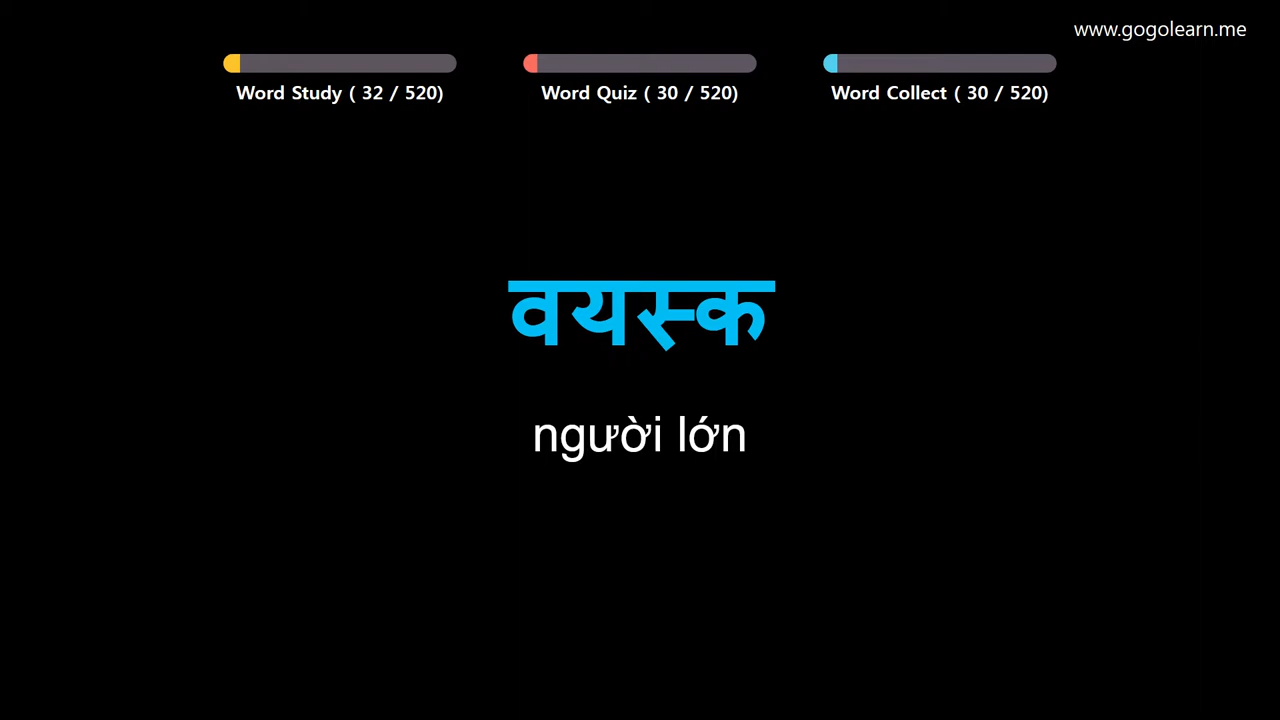 www.gogolearn.me
Word Study ( 32 / 520)
Word Quiz ( 30 / 520)
Word Collect ( 30 / 520)
वयस्क
người lớn